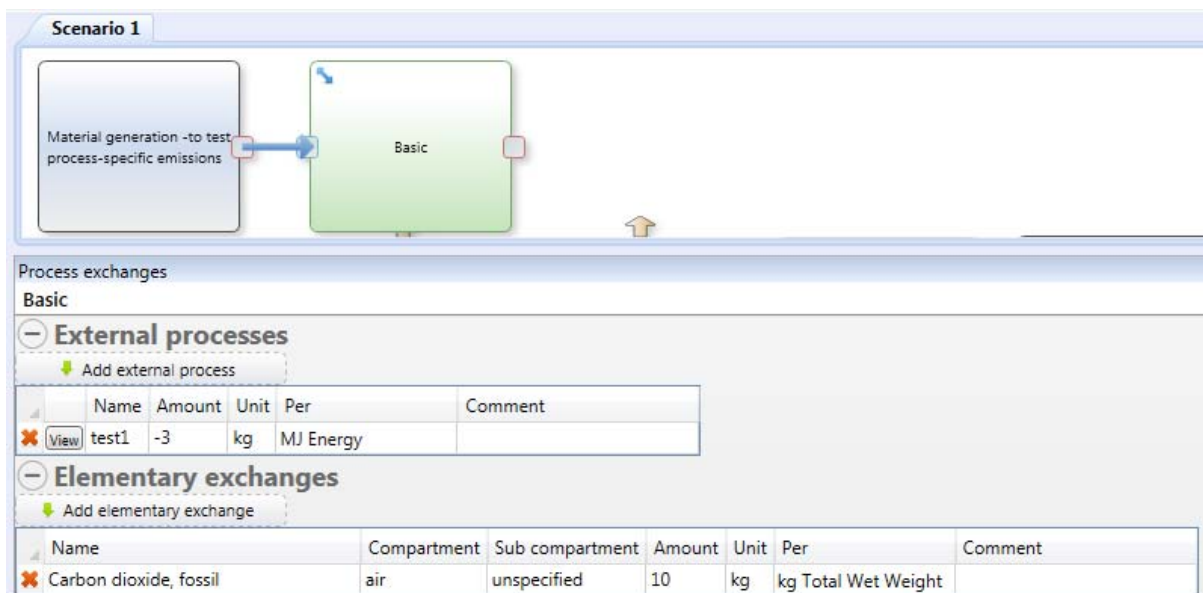 Scenario 1
Material generation -to test
process-specific emissions
Basic
Process exchanges
Basic
External processes
Add external process
Name Amount Unit Per Comment
View test1 -3 kg MJ Energy
Elementary exchanges
Add elementary exchange
Name Compartment Sub compartment Amount Unit Per Comment
Carbon dioxide, fossil air unspecified 10 kg kg Total Wet Weight